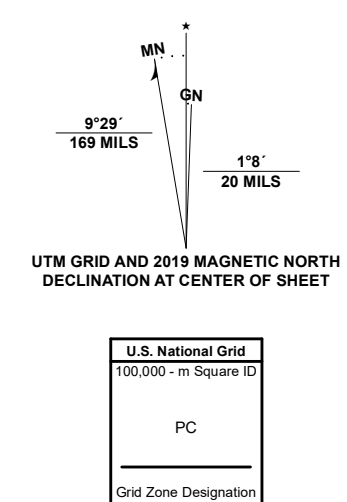 ★
MN
GN
9°29´
169 MILS
1°8´
20 MILS
UTM GRID AND 2019 MAGNETIC NORTH
DECLINATION AT CENTER OF SHEET
U.S. National Grid
100,000 - m Square ID
PC
Grid Zone Designation